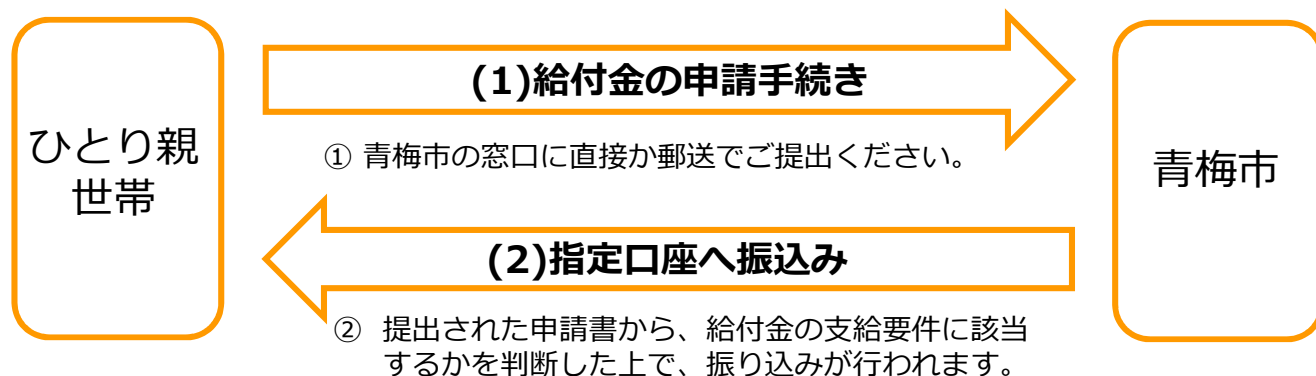 ひとり親
世帯
(1)給付金の申請手続き
① 青梅市の窓口に直接か郵送でご提出ください。
(2)指定口座へ振込み
② 提出された申請書から、給付金の支給要件に該当
するかを判断した上で、振り込みが行われます。
青梅市